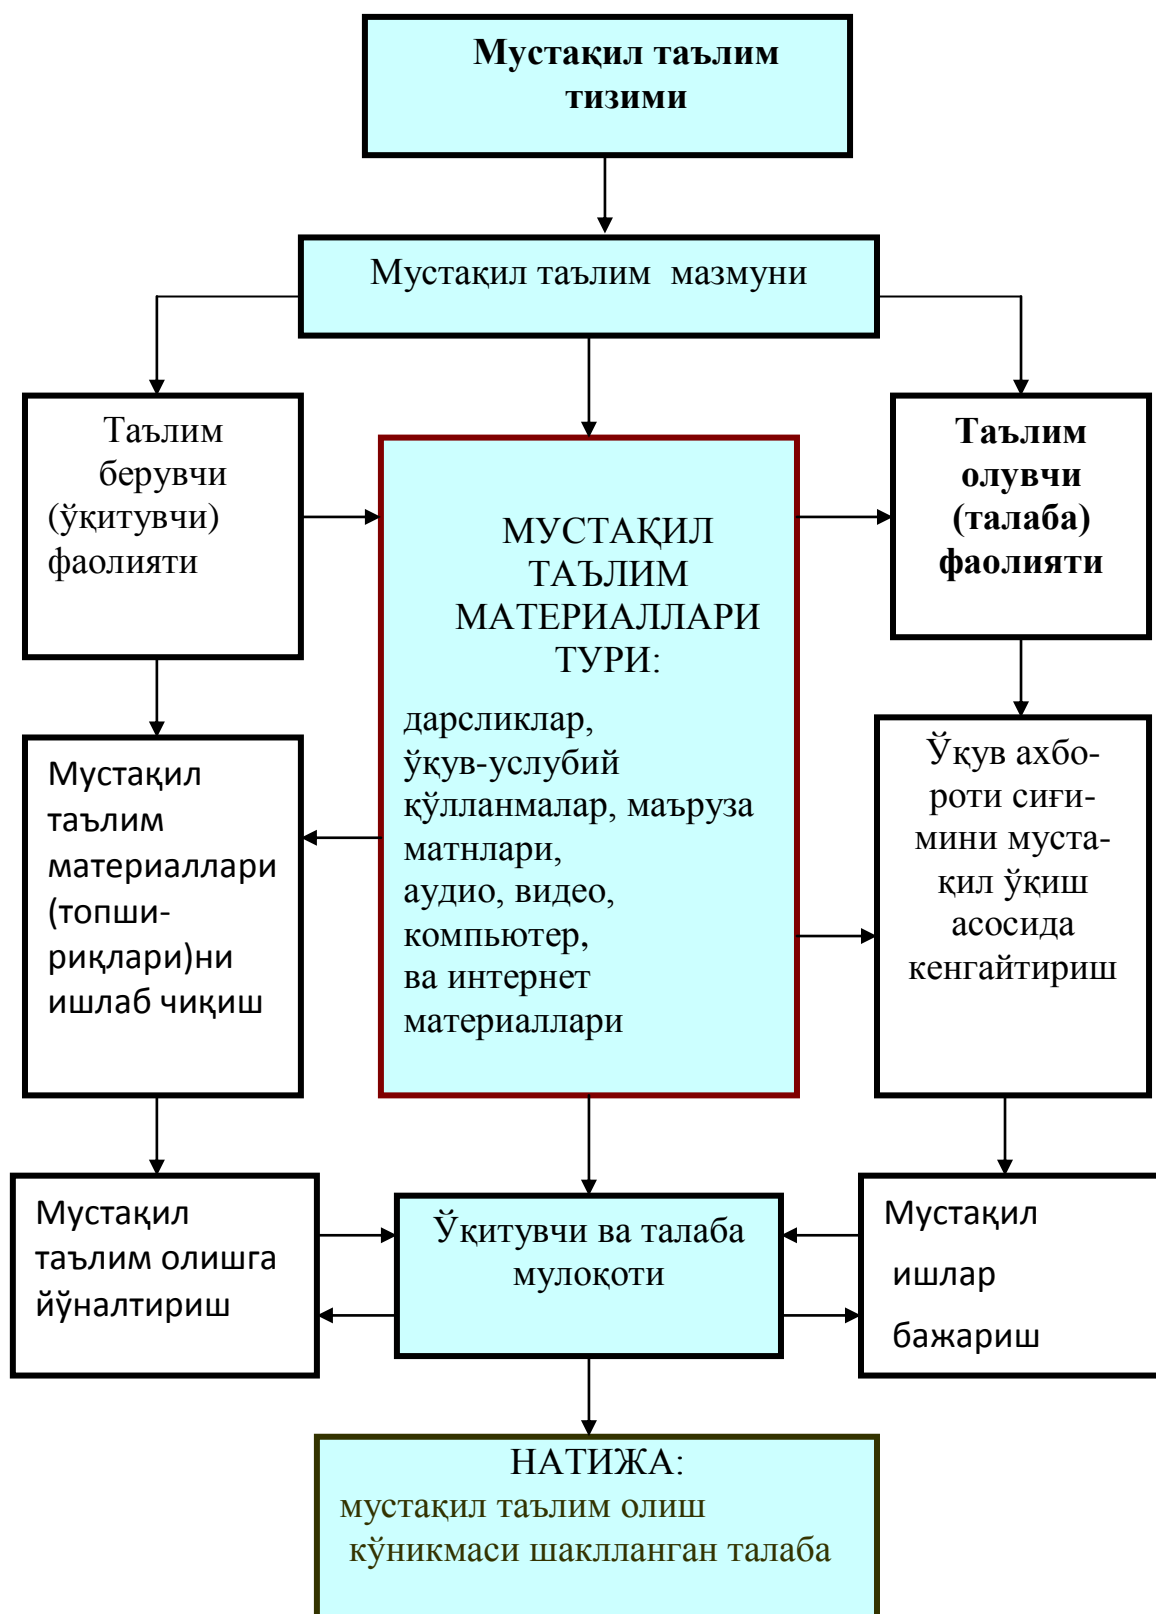 Мустақил таълим
тизими
Мустақил таълим мазмуни
Таълим
берувчи
(ўқитувчи)
фаолияти
МУСТАҚИЛ
ТАЪЛИМ
МАТЕРИАЛЛАРИ
ТУРИ:
дарсликлар,
ўқув-услубий
қўлланмалар, маъруза
матнлари,
аудио, видео,
компьютер,
ва интернет
материаллари
Таълим
олувчи
(талаба)
фаолияти
Мустақил
таълим
материаллари
(топши-
риқлари)ни
ишлаб чиқиш
Ўқув ахбо-
роти сиғи-
мини муста-
қил ўқиш
асосида
кенгайтириш
Мустақил
таълим олишга
йўналтириш
Ўқитувчи ва талаба
мулоқоти
Мустақил
ишлар
бажариш
НАТИЖА:
мустақил таълим олиш
кўникмаси шаклланган талаба